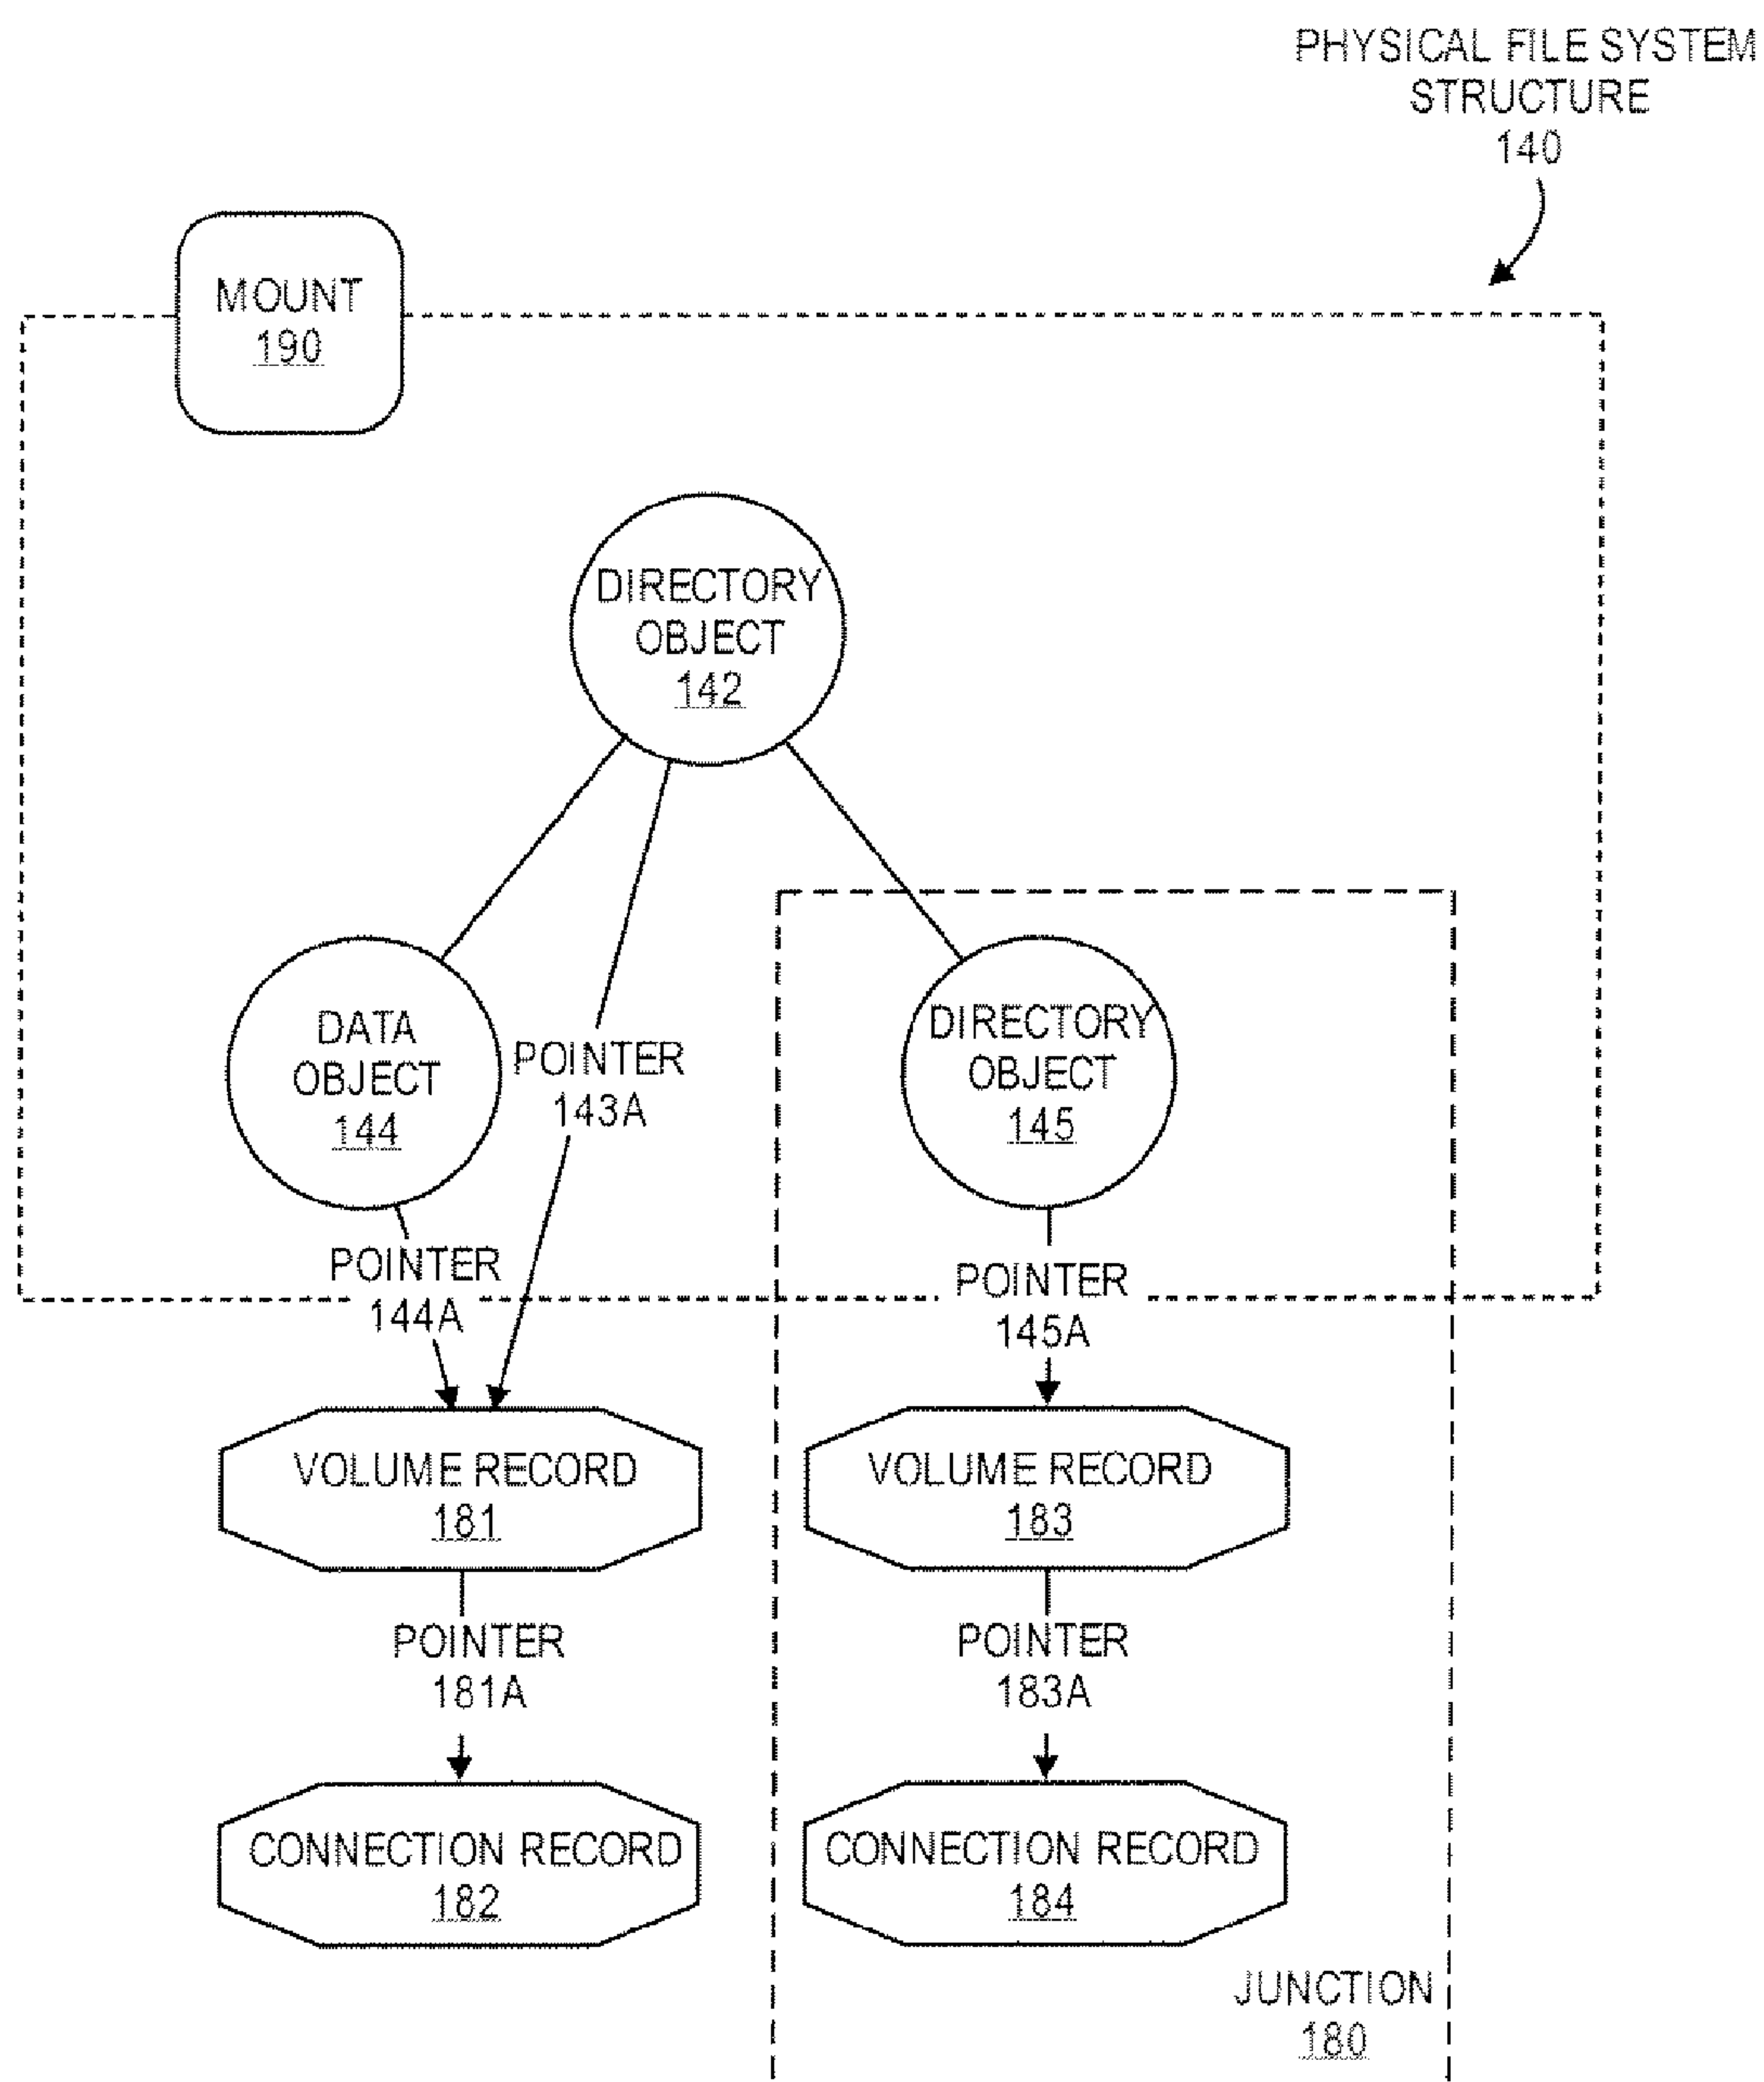 PHYSICAL FILE SYSTEM
STRUCTURE
140
MOUNT
190
DIRECTORY
OBJECT
142
DATA
OBJECT
144
POINTER
143A
DIRECTORY
OBJECT
145
POINTER
144A
POINTER
145A
VOLUME RECORD
181
VOLUME RECORD
183
POINTER
181A
POINTER
183A
CONNECTION RECORD
182
CONNECTION RECORD
184
JUNCTION
180